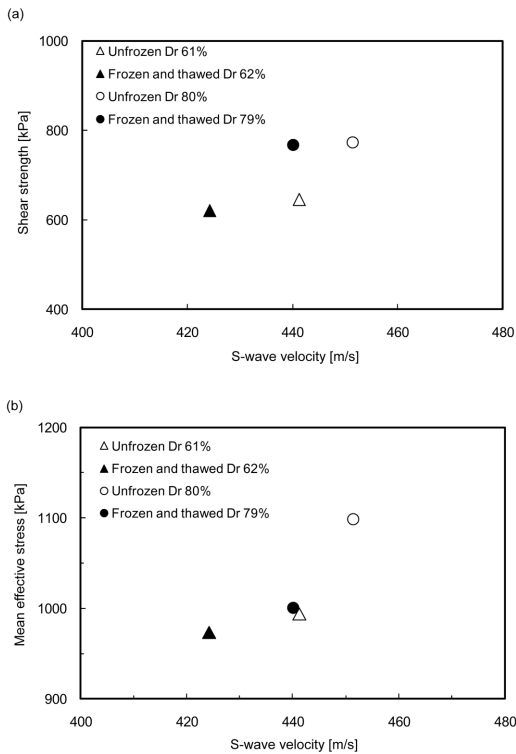 (a)
1000
△ Unfrozen Dr 61%
▲ Frozen and thawed Dr 62%
○ Unfrozen Dr 80%
● Frozen and thawed Dr 79%
800
600
400
Shear strength [kPa]
400 420 440 460 480
S-wave velocity [m/s]
(b)
1200
△ Unfrozen Dr 61%
▲ Frozen and thawed Dr 62%
○ Unfrozen Dr 80%
● Frozen and thawed Dr 79%
1100
1000
900
Mean effective stress [kPa]
400 420 440 460 480
S-wave velocity [m/s]